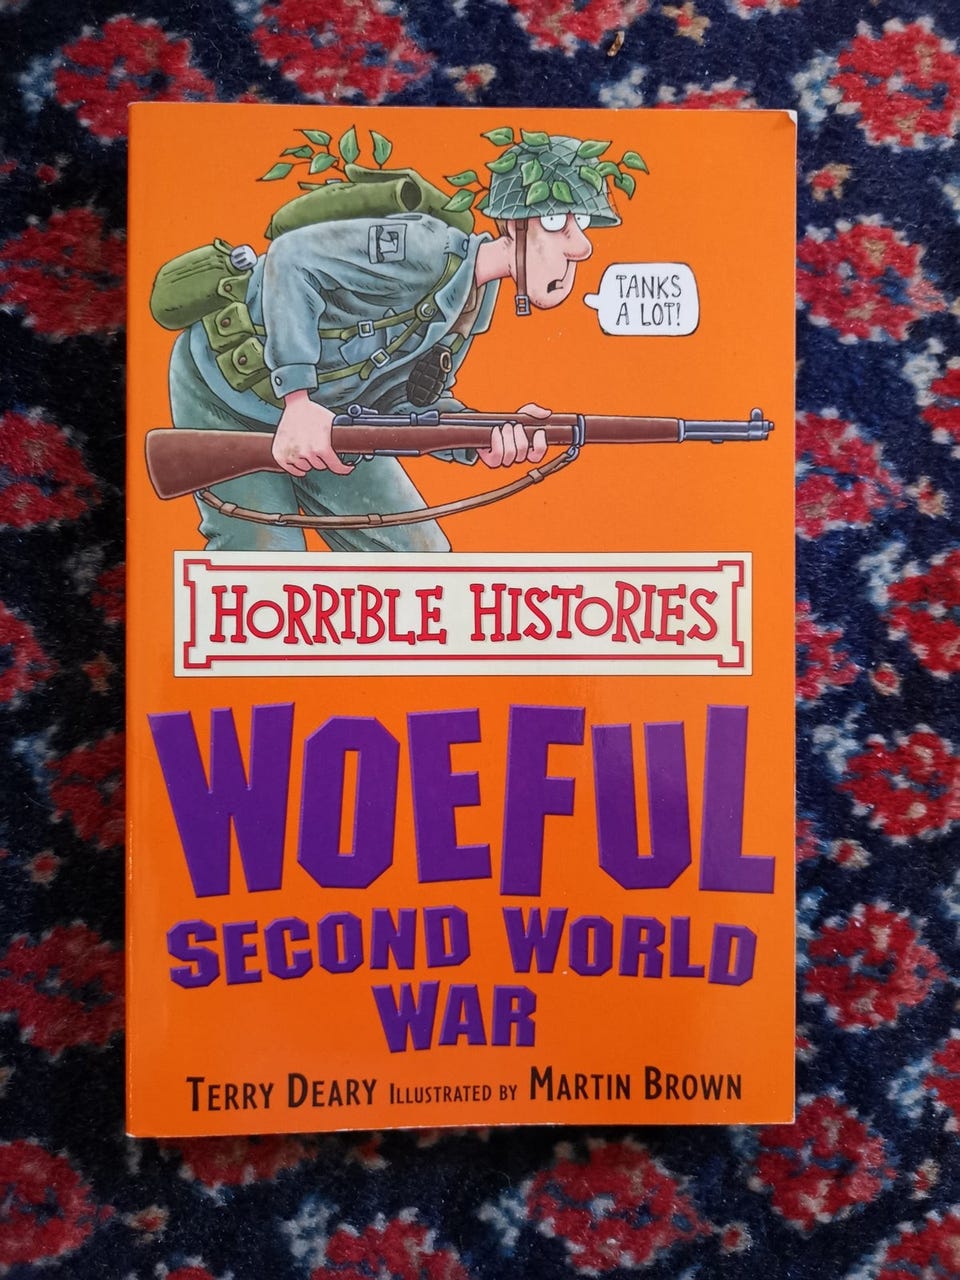 TANKS
A LOT!
HORRIBLE HISTORIES
WOEFUL
SECOND WORLD
WAR
TERRY DEARY ILLUSTRATED BY MARTIN BROWN